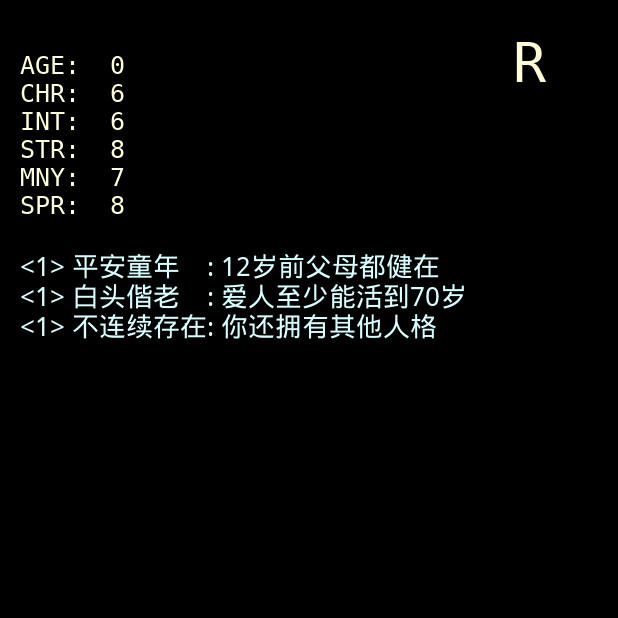 R
AGE:  0
CHR:  6
INT:  6
STR:  8
MNY:  7
SPR:  8
<1> 平安童年  : 12岁前父母都健在
<1> 白头偕老  : 爱人至少能活到70岁
<1> 不连续存在: 你还拥有其他人格